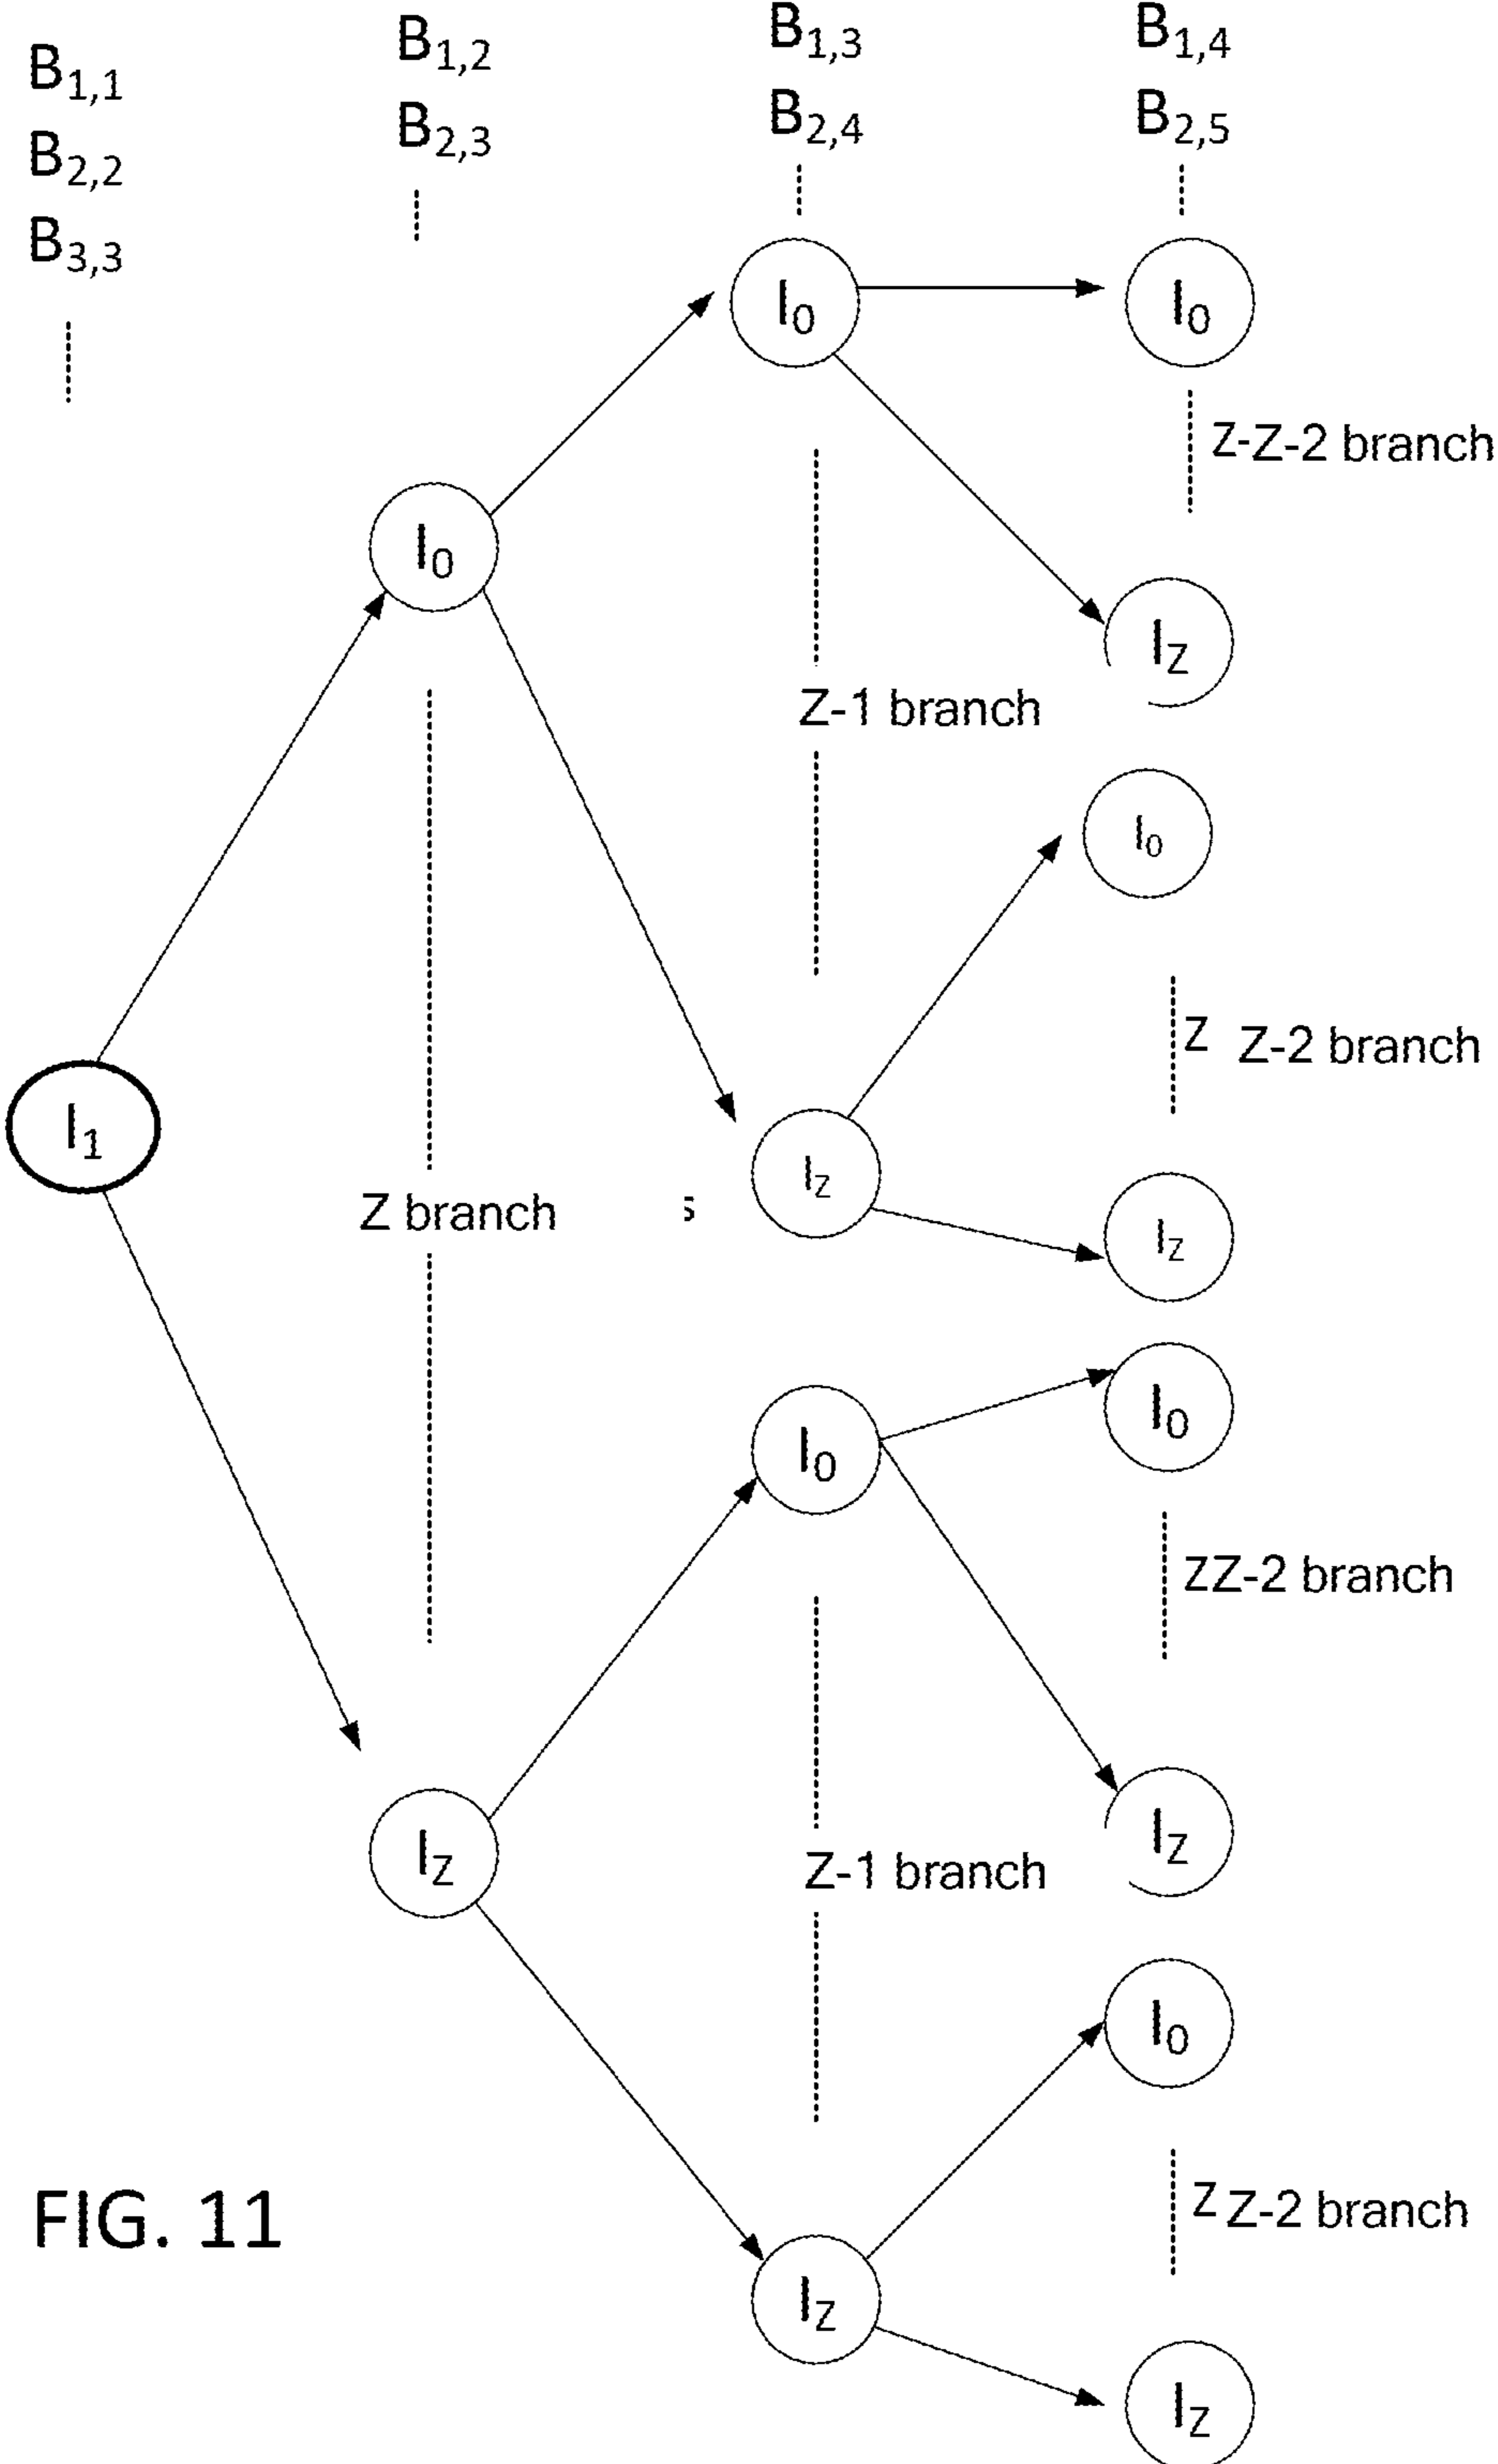 B1,1
B2,2
B3,3
B1,2
B2,3
B1,3
B2,4
B1,4
B2,5
I0
I0
Z-Z-2 branch
I0
IZ
Z-1 branch
I0
Z Z-2 branch
I1
IZ
Z branch
s
IZ
I0
I0
ZZ-2 branch
IZ
IZ
Z-1 branch
I0
Z Z-2 branch
FIG. 11
IZ
IZ